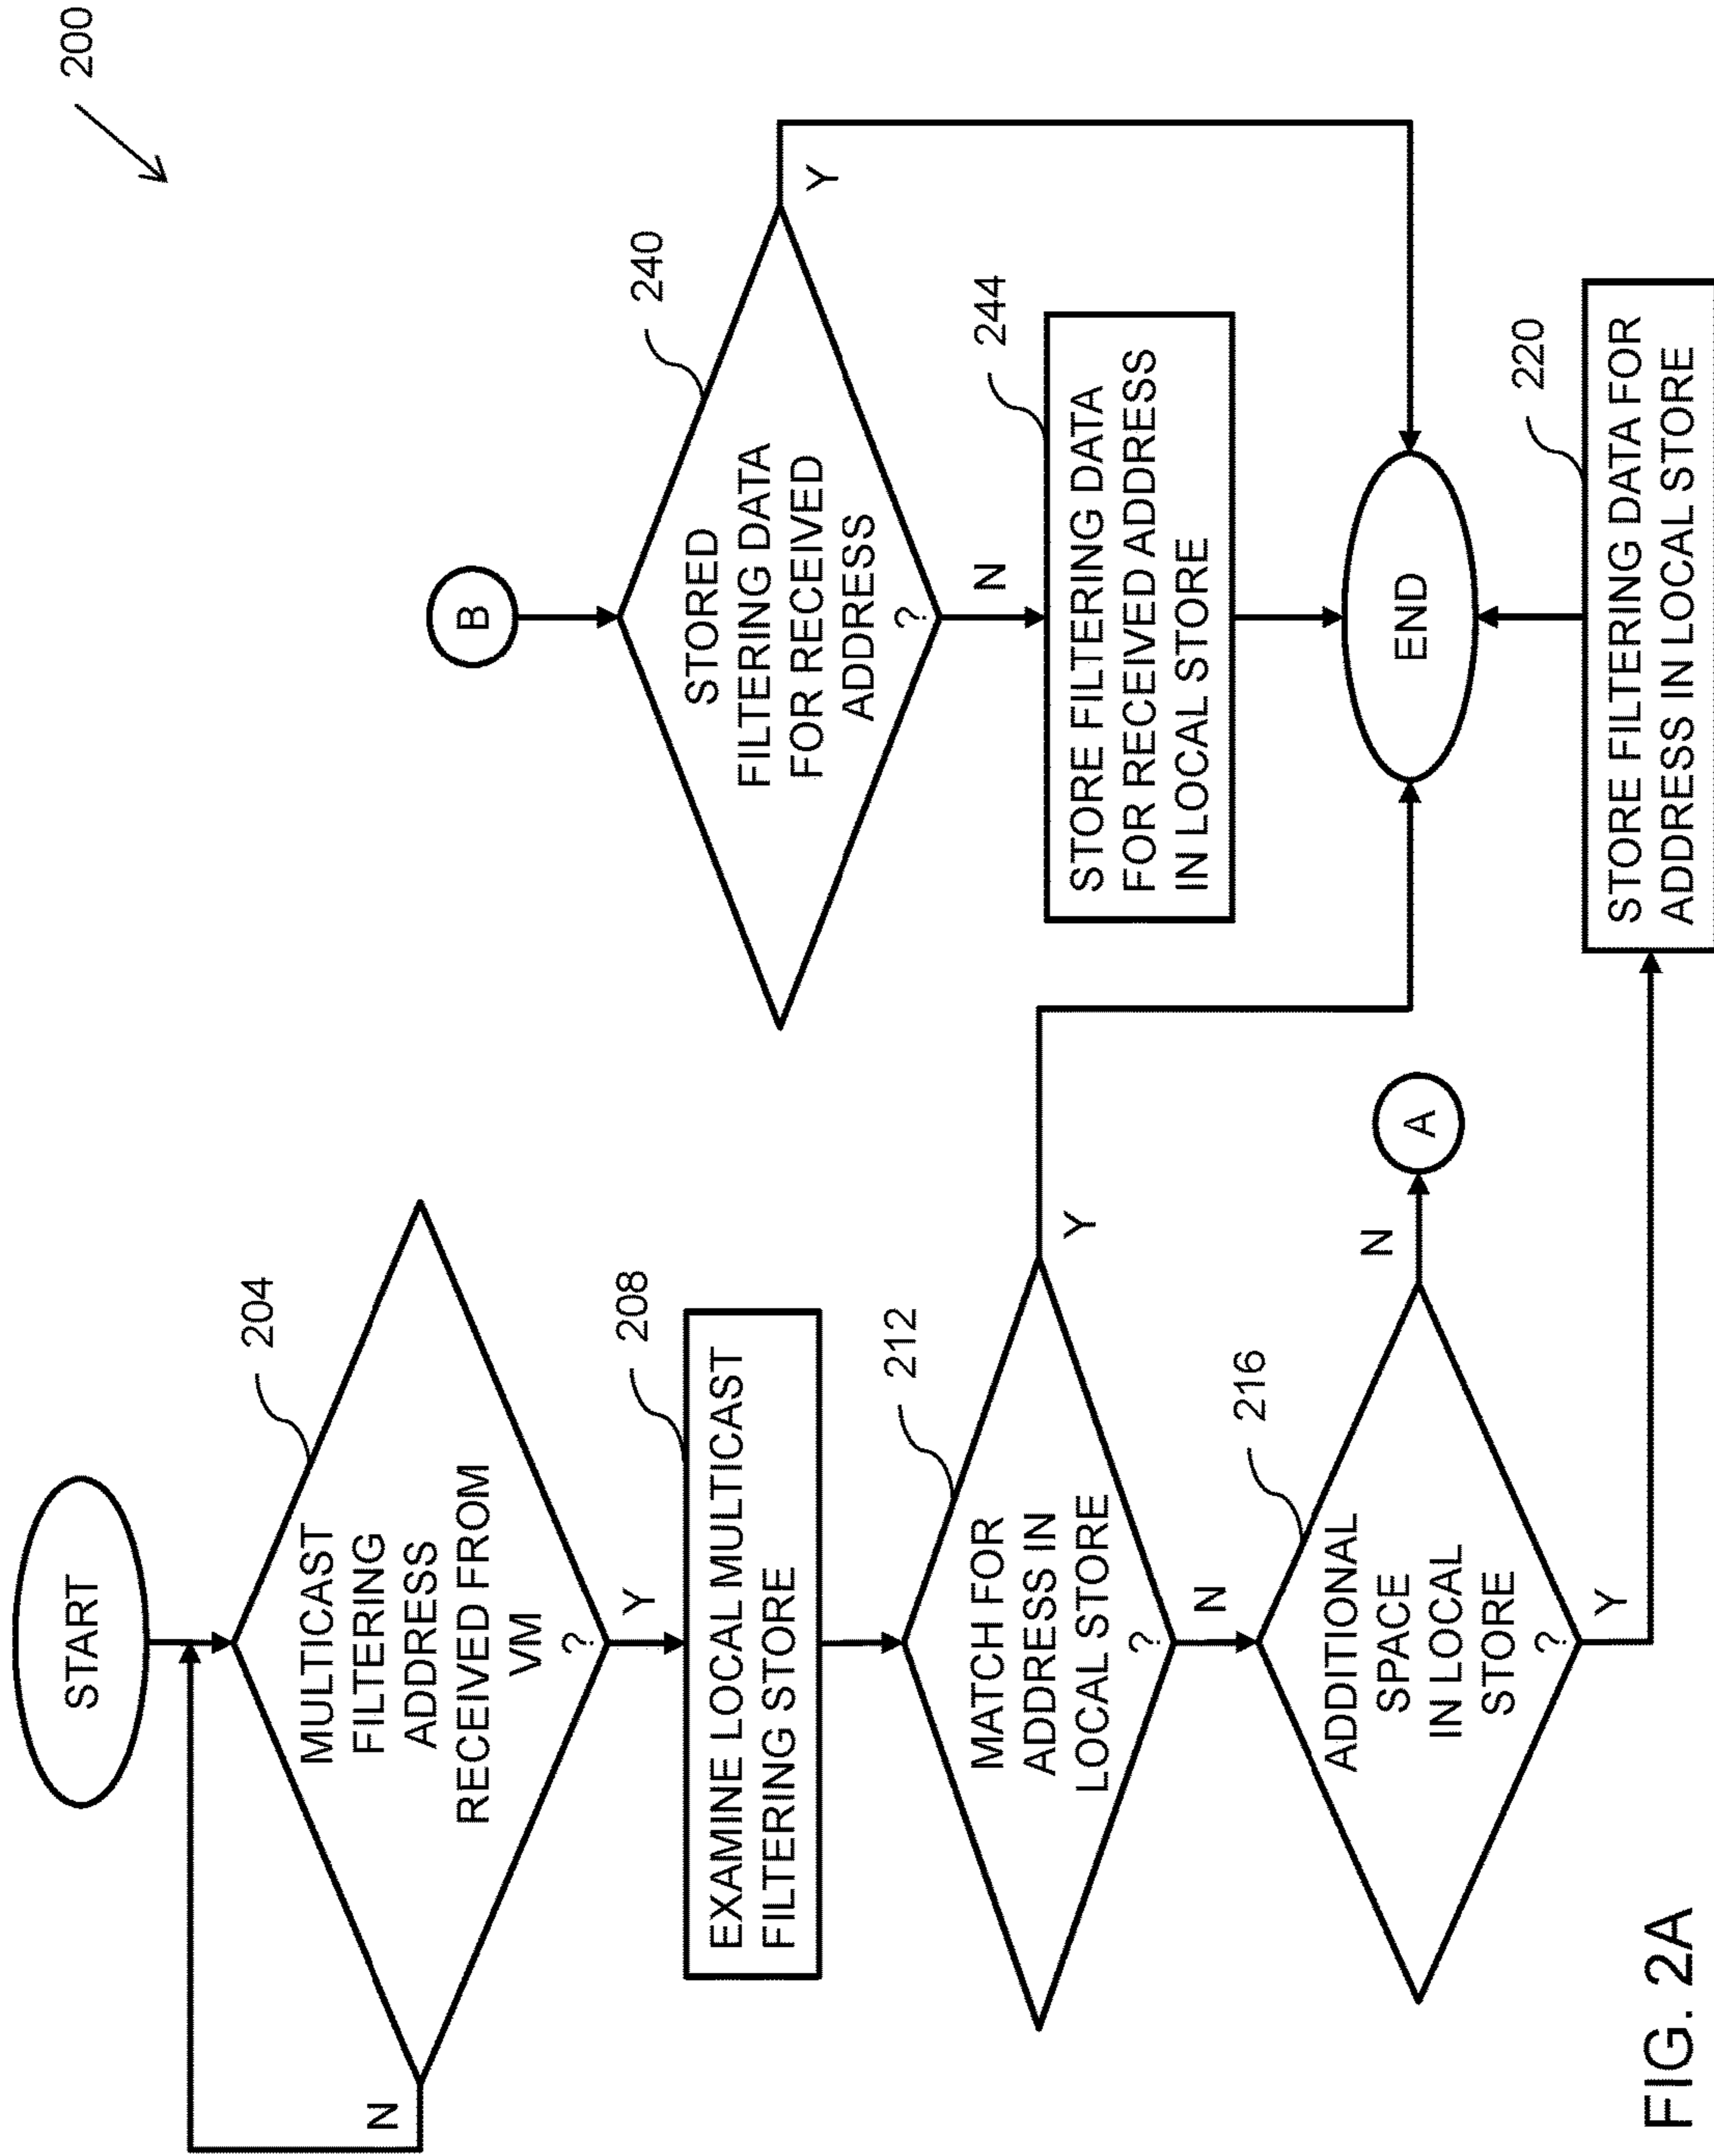 200
START
204
MULTICAST
FILTERING
ADDRESS
RECEIVED FROM
VM
?
N
Y
208
EXAMINE LOCAL MULTICAST
FILTERING STORE
212
MATCH FOR
ADDRESS IN
LOCAL STORE
?
Y
N
216
ADDITIONAL
SPACE
IN LOCAL
STORE
?
N
A
Y
B
240
STORED
FILTERING DATA
FOR RECEIVED
ADDRESS
?
Y
N
244
STORE FILTERING DATA
FOR RECEIVED ADDRESS
IN LOCAL STORE
END
220
STORE FILTERING DATA FOR
ADDRESS IN LOCAL STORE
FIG. 2A